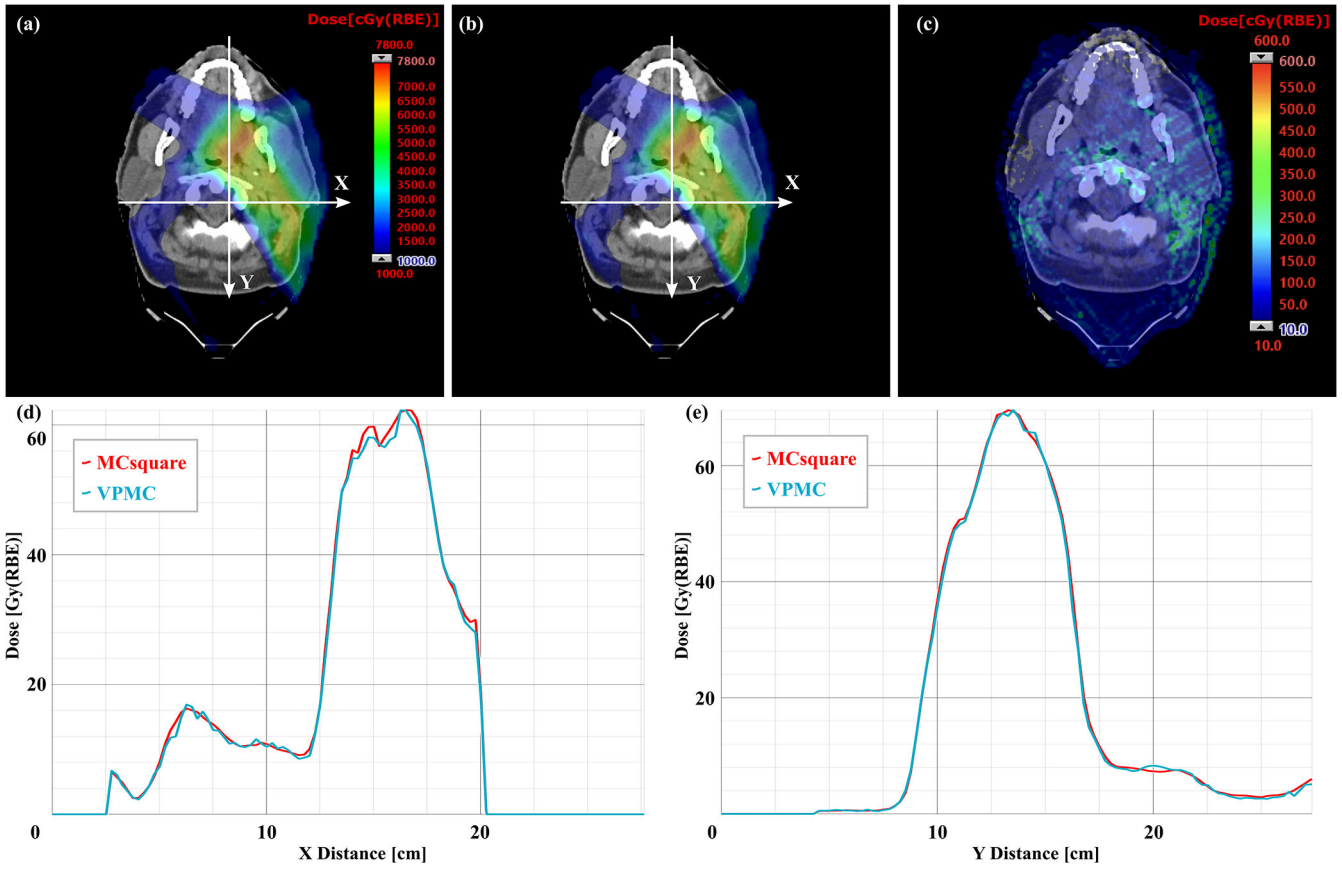 (a)
Dose[cGy(RBE)]
7800.0
7800.0
7000.0
6500.0
6000.0
5000.0
4500.0
4000.0
3500.0
3000.0
2500.0
2000.0
1500.0
1000.0
1000.0
X
Y
(b)
X
Y
(c)
Dose[cGy(RBE)]
600.0
600.0
550.0
500.0
450.0
400.0
350.0
300.0
250.0
200.0
150.0
100.0
50.0
10.0
10.0
(d)
MCsquare
VPMC
60
40
20
0
10
20
Dose [Gy(RBE)]
X Distance [cm]
(e)
MCsquare
VPMC
60
40
20
0
10
20
Dose [Gy(RBE)]
Y Distance [cm]